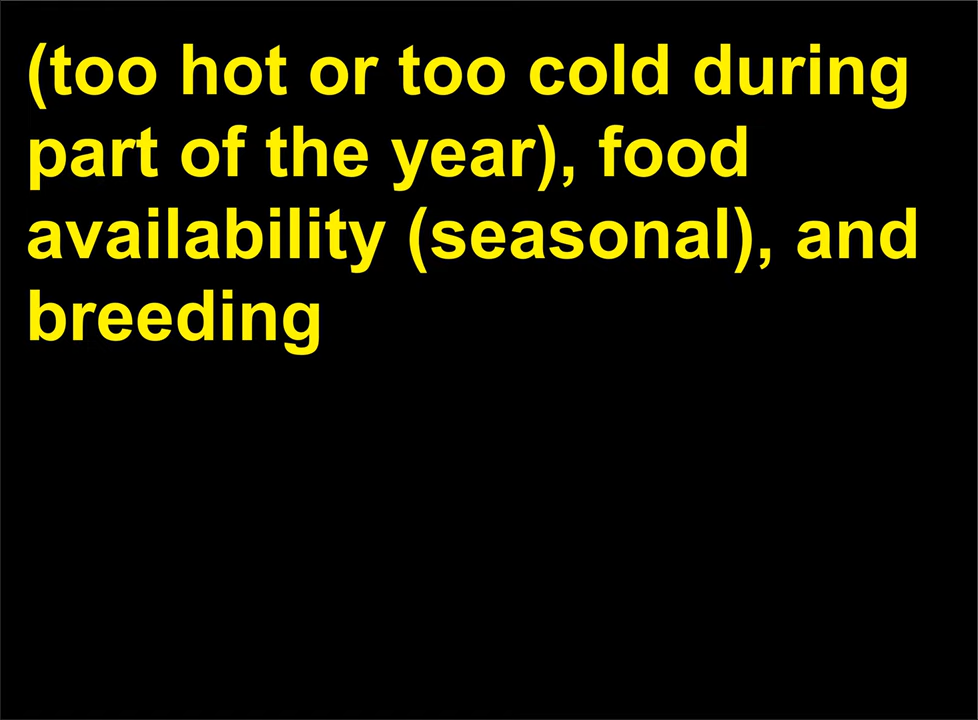 (too hot or too cold during
part of the year), food
availability (seasonal), and
breeding